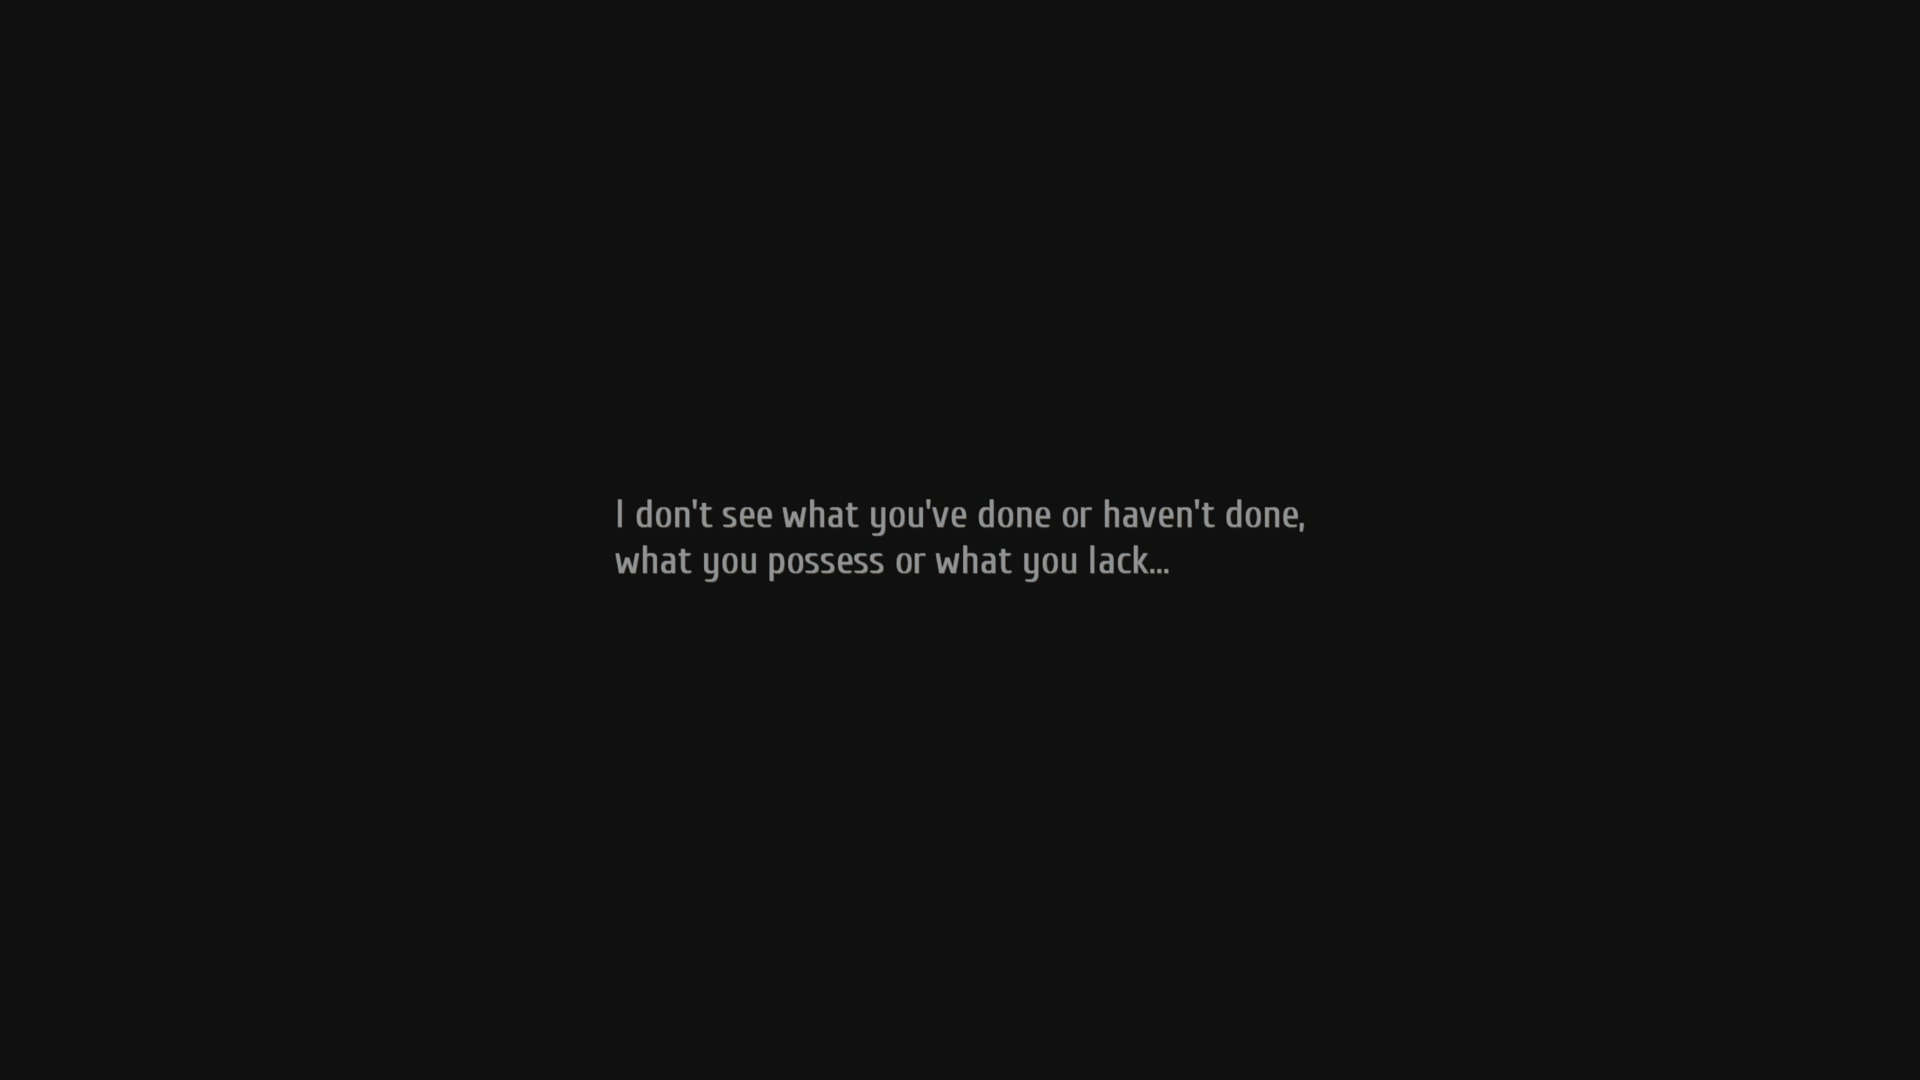 I don't see what you've done or haven't done,
what you possess or what you lack...